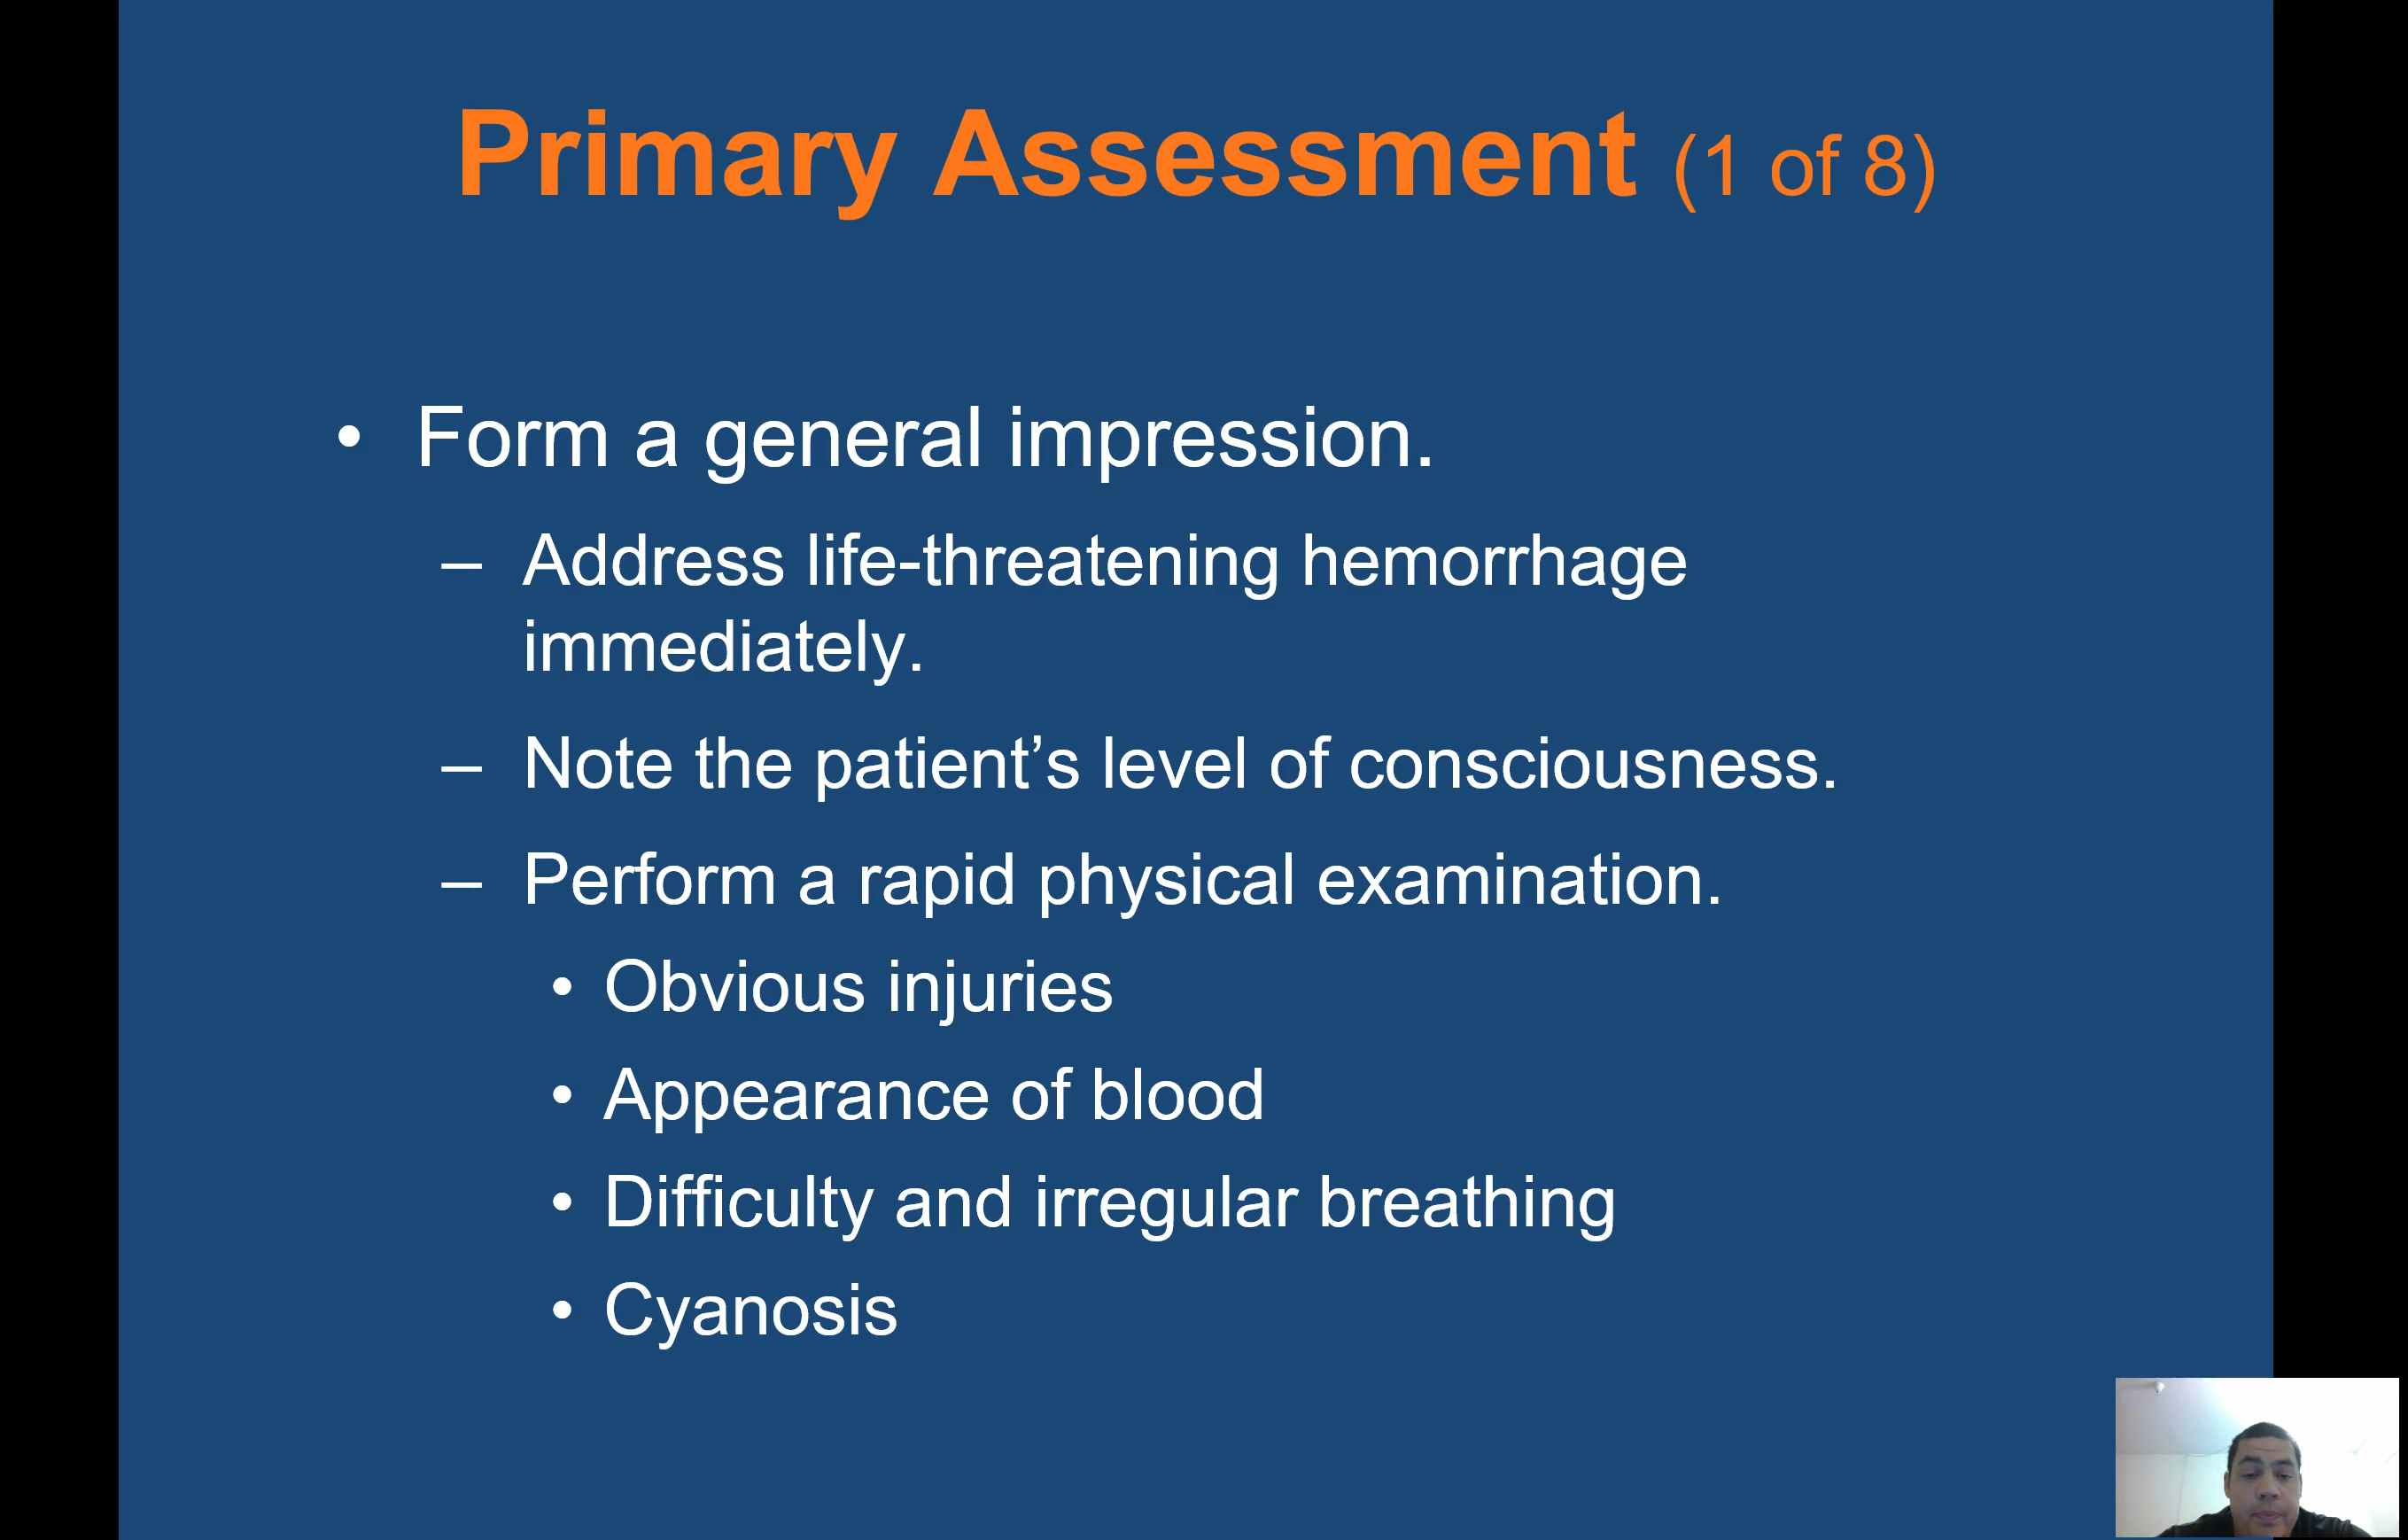 Primary Assessment (1 of 8)
• Form a general impression.
– Address life-threatening hemorrhage
immediately.
– Note the patient’s level of consciousness.
– Perform a rapid physical examination.
• Obvious injuries
• Appearance of blood
• Difficulty and irregular breathing
• Cyanosis